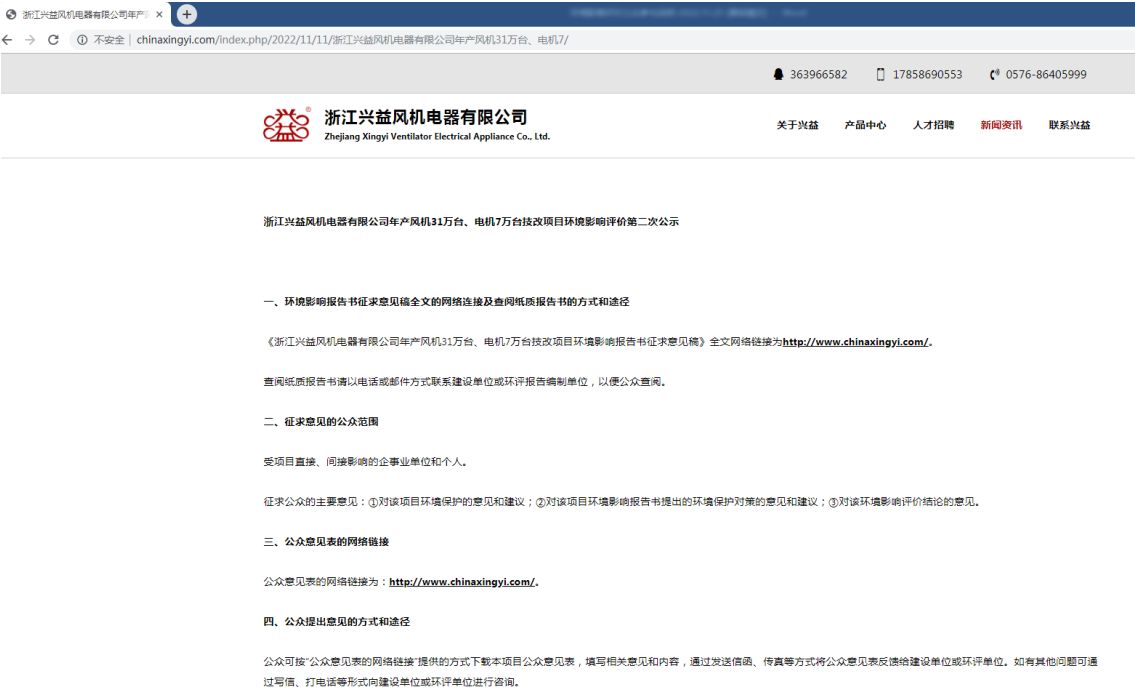 浙江兴益风机电器有限公司年产
不安全 | chinaxingyi.com/index.php/2022/11/11/浙江兴益风机电器有限公司年产风机31万台、电机7/
363966582 17858690553 0576-86405999
浙江兴益风机电器有限公司
Zhejiang Xingyi Ventilator Electrical Appliance Co., Ltd.
关于兴益 产品中心 人才招聘 新闻资讯 联系兴益
浙江兴益风机电器有限公司年产风机31万台、电机7万台技改项目环境影响评价第二次公示
一、环境影响报告书征求意见稿全文的网络连接及查阅纸质报告书的方式和途径
《浙江兴益风机电器有限公司年产风机31万台、电机7万台技改项目环境影响报告书征求意见稿》全文网络链接为http://www.chinaxingyi.com/。
查阅纸质报告书请以电话或邮件方式联系建设单位或环评报告编制单位，以便公众查阅。
二、征求意见的公众范围
受项目直接、间接影响的企事业单位和个人。
征求公众的主要意见：①对该项目环境保护的意见和建议；②对该项目环境影响报告书提出的环境保护对策的意见和建议；③对该环境影响评价结论的意见。
三、公众意见表的网络链接
公众意见表的网络链接为：http://www.chinaxingyi.com/。
四、公众提出意见的方式和途径
公众可按"公众意见表的网络链接"提供的方式下载本项目公众意见表，填写相关意见和内容，通过发送信函、传真等方式将公众意见表反馈给建设单位或环评单位。如有其他问题可通
过写信、打电话等形式向建设单位或环评单位进行咨询。